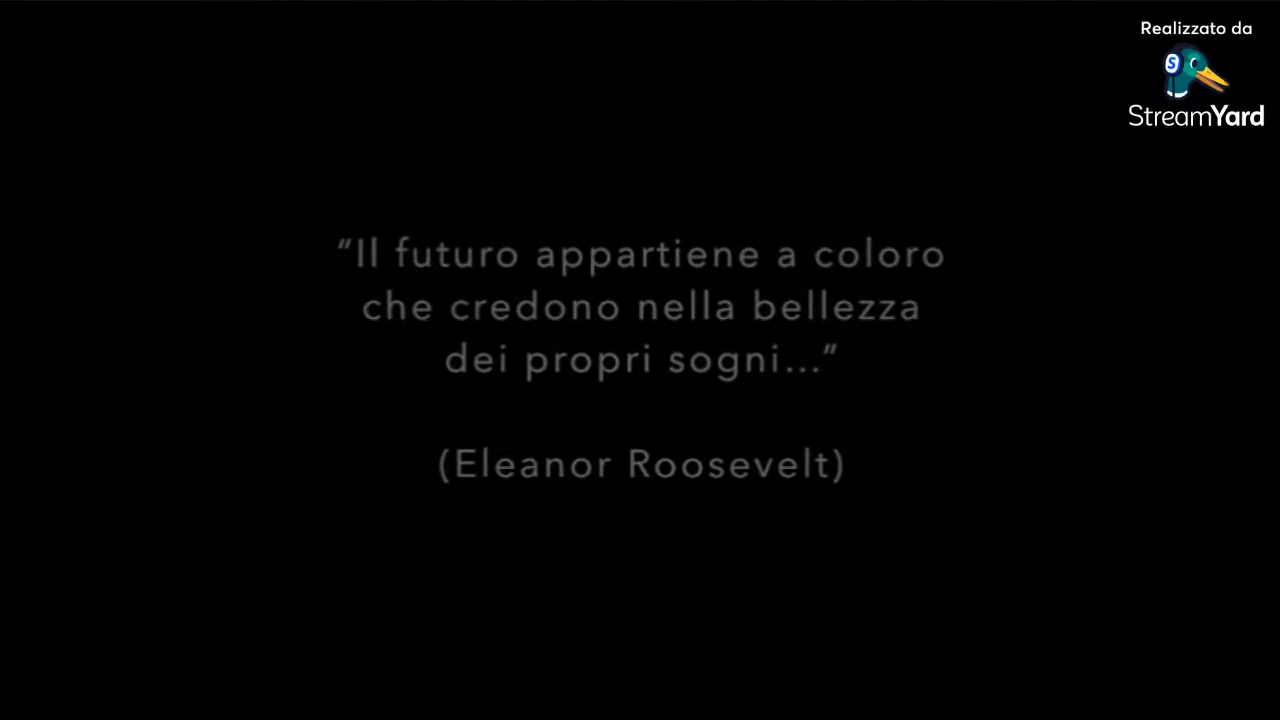 Realizzato da
S
StreamYard
“Il futuro appartiene a coloro
che credono nella bellezza
dei propri sogni...”
(Eleanor Roosevelt)